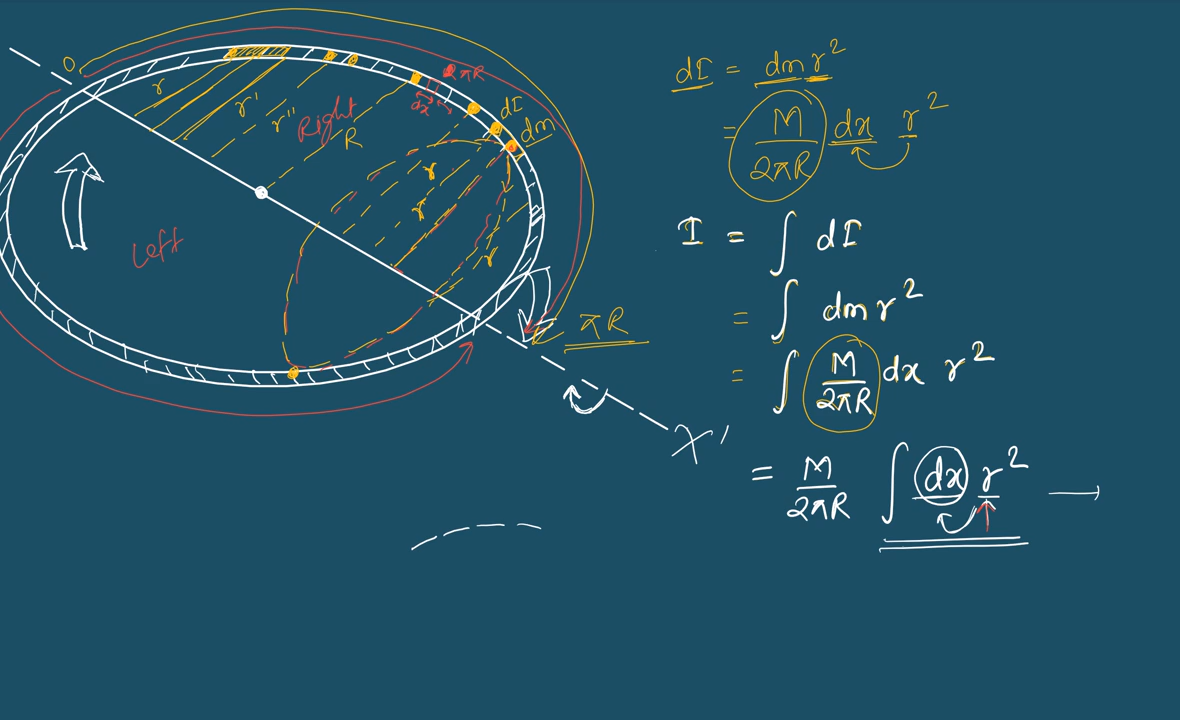 O
r
r'
r''
Right
R
2πR
dx
dI
dm
r
r
r
Left
πR
X'
dI = dm r²
= M/2πR dx r²
I = ∫ dI
= ∫ dm r²
= ∫ M/2πR dx r²
= M/2πR ∫ dx r² →